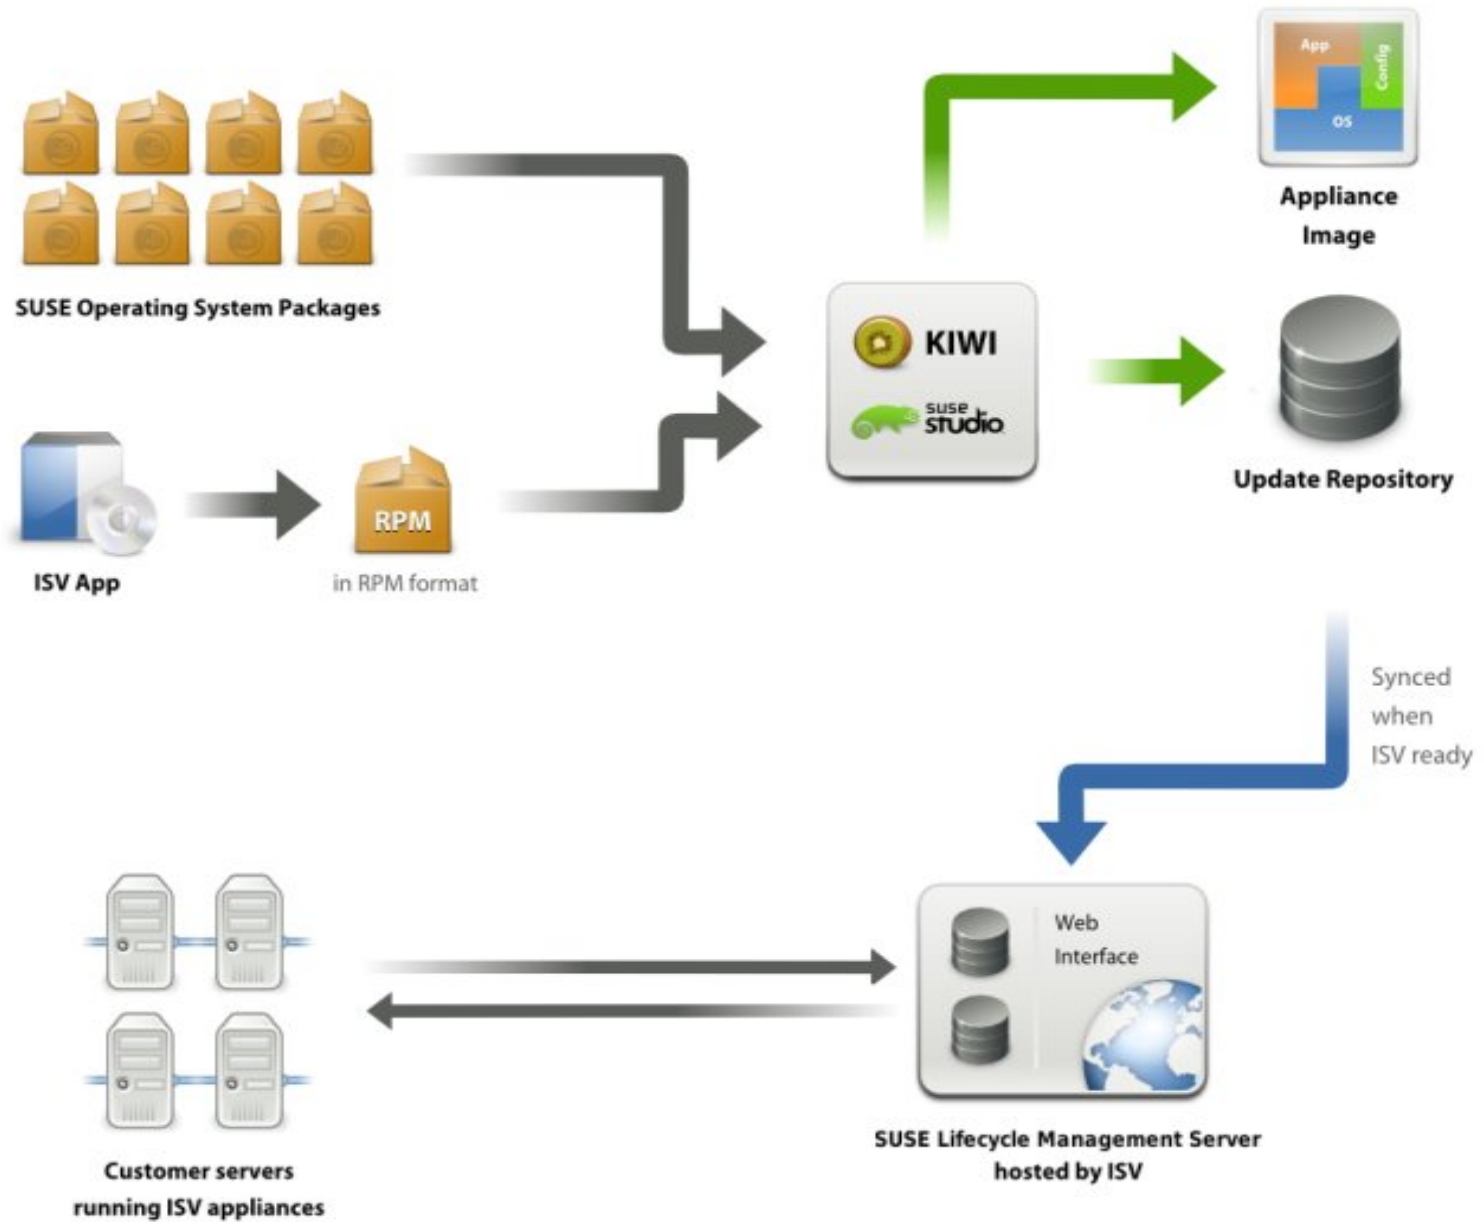 App
Config
OS
Appliance
Image
SUSE Operating System Packages
KIWI
suse
studio
Update Repository
RPM
ISV App
in RPM format
Synced
when
ISV ready
Web
Interface
SUSE Lifecycle Management Server
hosted by ISV
Customer servers
running ISV appliances